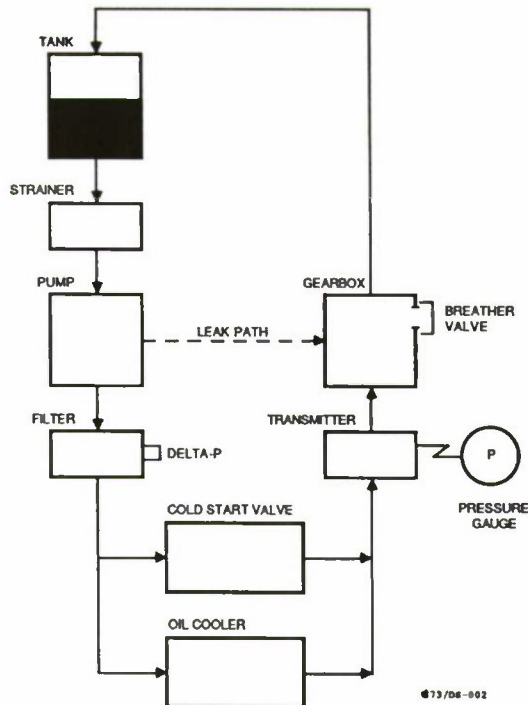 TANK
STRAINER
PUMP
GEARBOX
BREATHER
VALVE
LEAK PATH
FILTER
TRANSMITTER
DELTA-P
P
PRESSURE
GAUGE
COLD START VALVE
OIL COOLER